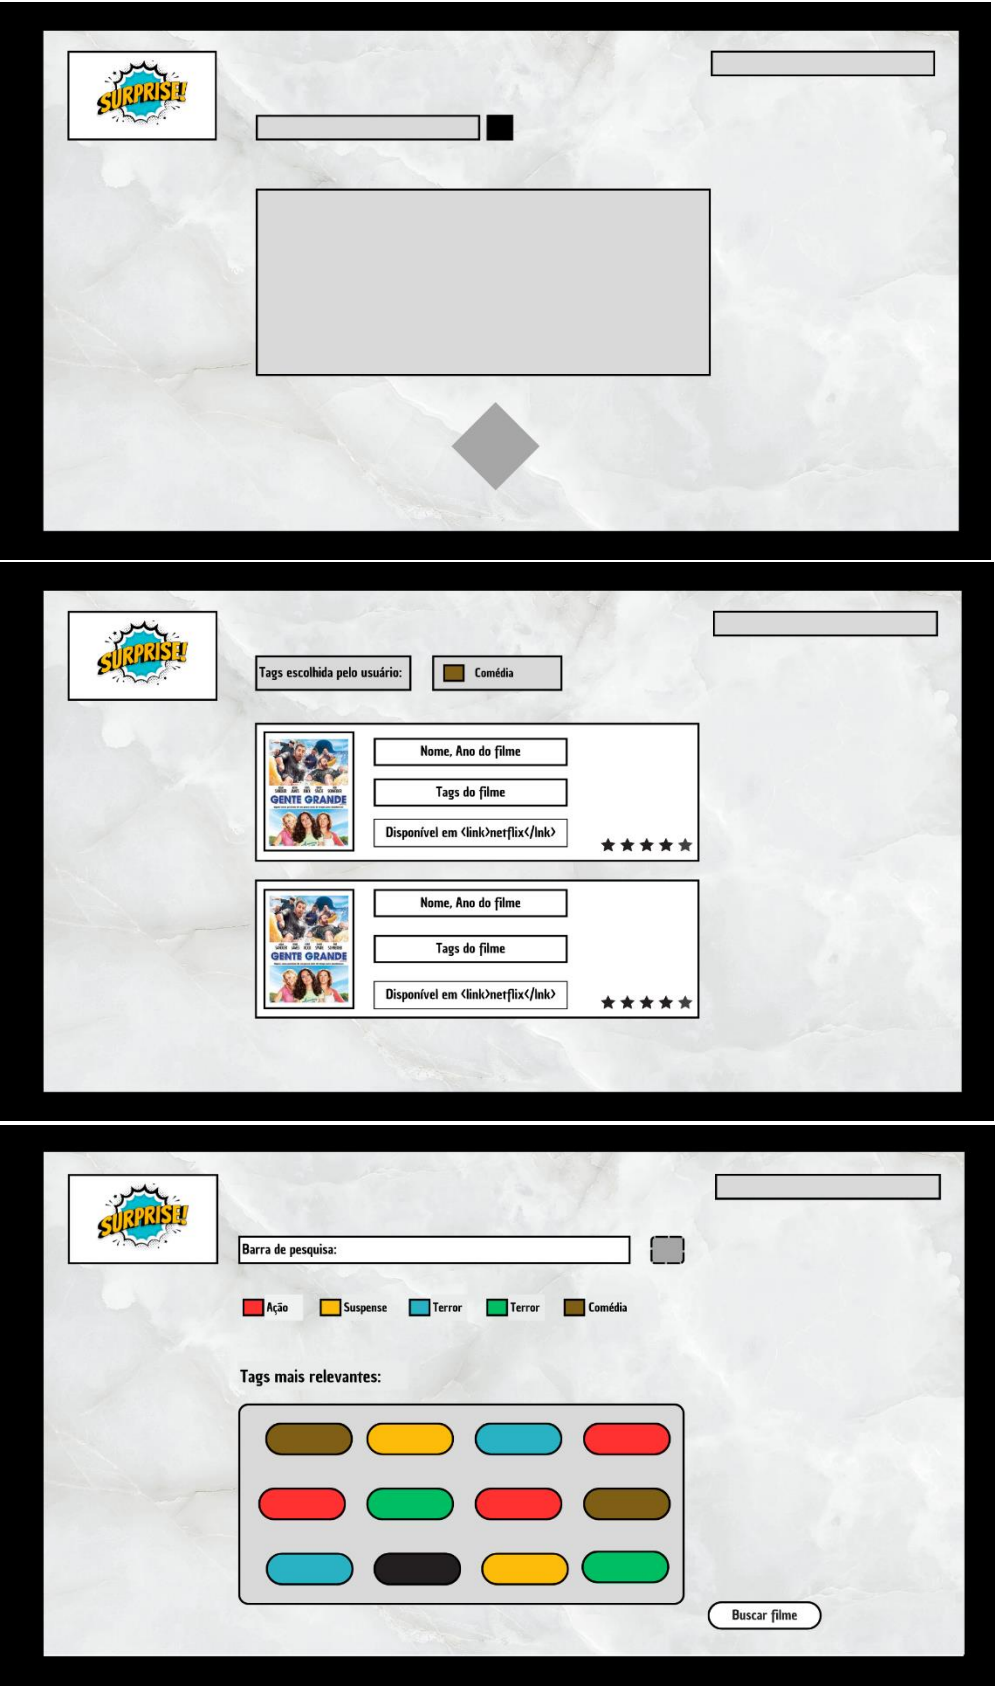 SURPRISE!
SURPRISE!
Tags escolhida pelo usuário:
Comédia
GENTE GRANDE
Nome, Ano do filme
Tags do filme
Disponível em <link>netflix</lnk>
GENTE GRANDE
Nome, Ano do filme
Tags do filme
Disponível em <link>netflix</lnk>
SURPRISE!
Barra de pesquisa:
Ação
Suspense
Terror
Terror
Comédia
Tags mais relevantes:
Buscar filme